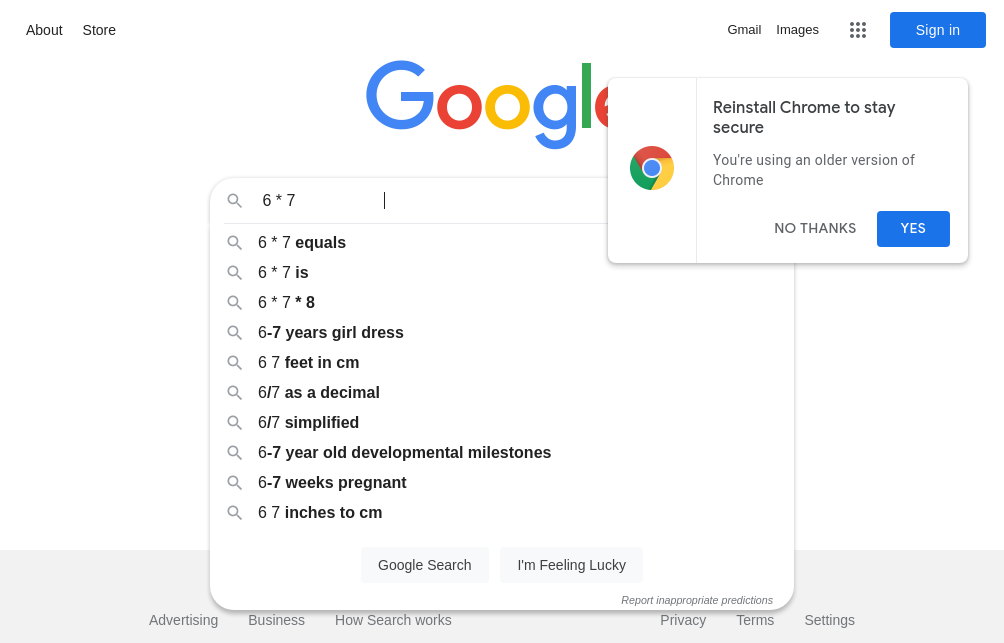 About Store Gmail Images Sign in
Google
Reinstall Chrome to stay
secure
You're using an older version of
Chrome
NO THANKS YES
6 * 7
6 * 7 equals
6 * 7 is
6 * 7 * 8
6-7 years girl dress
6 7 feet in cm
6/7 as a decimal
6/7 simplified
6-7 year old developmental milestones
6-7 weeks pregnant
6 7 inches to cm
Google Search I'm Feeling Lucky
Report inappropriate predictions
Advertising Business How Search works Privacy Terms Settings